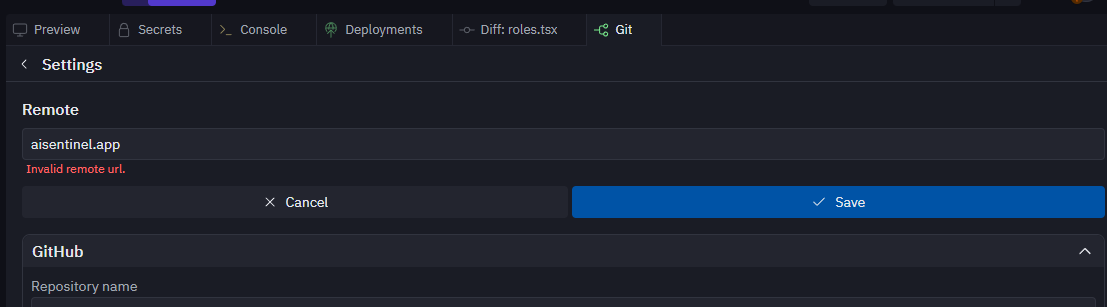 Preview Secrets Console Deployments Diff: roles.tsx Git
Settings
Remote
aisentinel.app
Invalid remote url.
Cancel Save
GitHub
Repository name